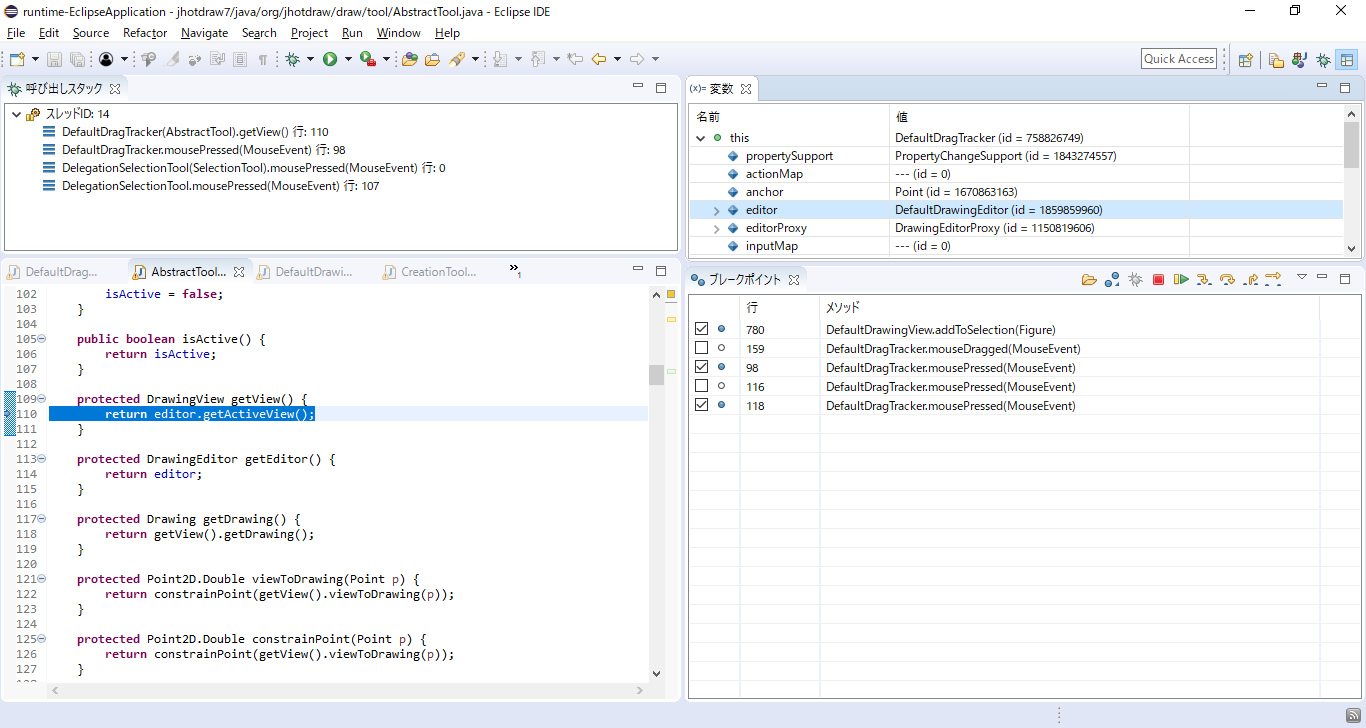 runtime-EclipseApplication - jhotdraw7/java/org/jhotdraw/draw/tool/AbstractTool.java - Eclipse IDE
File Edit Source Refactor Navigate Search Project Run Window Help
Quick Access
呼び出しスタック
スレッドID: 14
DefaultDragTracker(AbstractTool).getView() 行: 110
DefaultDragTracker.mousePressed(MouseEvent) 行: 98
DelegationSelectionTool(SelectionTool).mousePressed(MouseEvent) 行: 0
DelegationSelectionTool.mousePressed(MouseEvent) 行: 107
(x)= 変数
名前 値
this DefaultDragTracker (id = 758826749)
propertySupport PropertyChangeSupport (id = 1843274557)
actionMap --- (id = 0)
anchor Point (id = 1670863163)
editor DefaultDrawingEditor (id = 1859859960)
editorProxy DrawingEditorProxy (id = 1150819606)
inputMap --- (id = 0)
DefaultDrag... AbstractTool... DefaultDrawi... CreationTool... »1
102 isActive = false;
103 }
104
105 public boolean isActive() {
106 return isActive;
107 }
108
109 protected DrawingView getView() {
110 return editor.getActiveView();
111 }
112
113 protected DrawingEditor getEditor() {
114 return editor;
115 }
116
117 protected Drawing getDrawing() {
118 return getView().getDrawing();
119 }
120
121 protected Point2D.Double viewToDrawing(Point p) {
122 return constrainPoint(getView().viewToDrawing(p));
123 }
124
125 protected Point2D.Double constrainPoint(Point p) {
126 return constrainPoint(getView().viewToDrawing(p));
127 }
ブレークポイント
行 メソッド
780 DefaultDrawingView.addToSelection(Figure)
159 DefaultDragTracker.mouseDragged(MouseEvent)
98 DefaultDragTracker.mousePressed(MouseEvent)
116 DefaultDragTracker.mousePressed(MouseEvent)
118 DefaultDragTracker.mousePressed(MouseEvent)